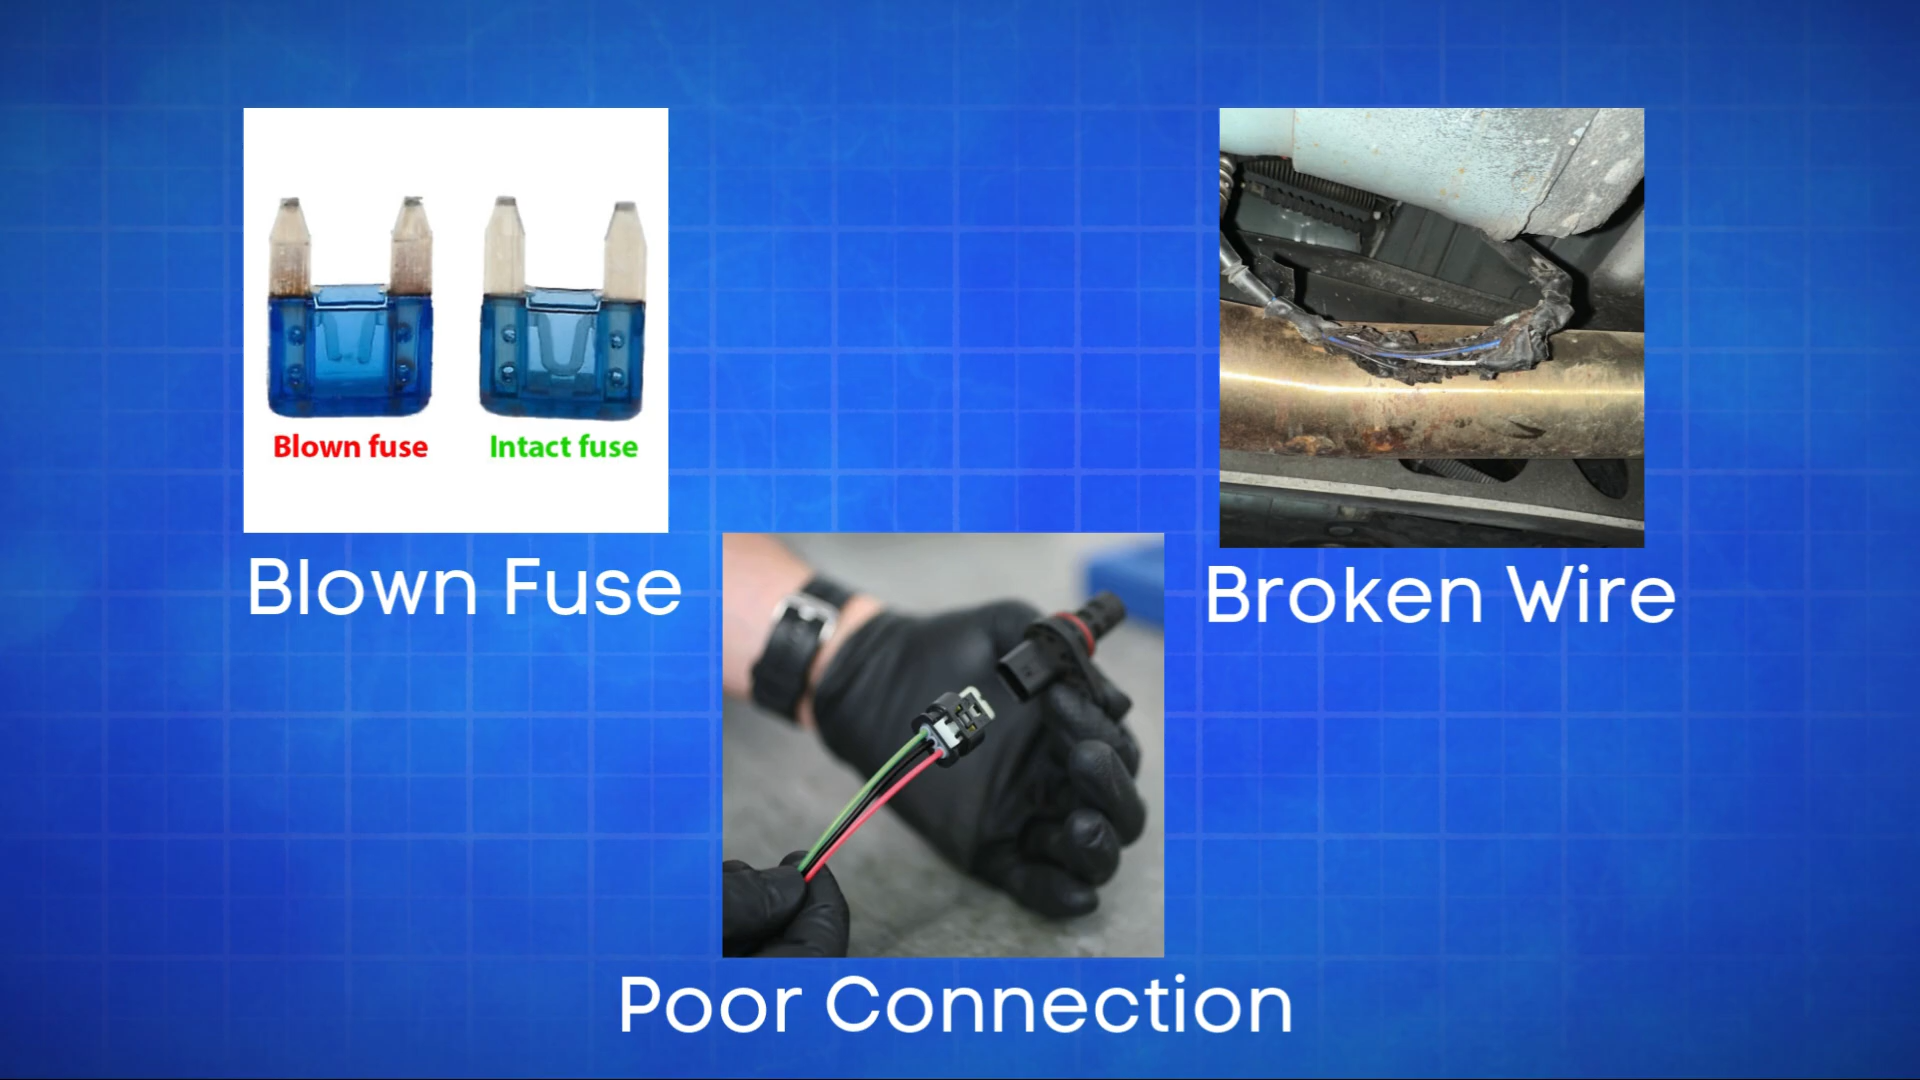 Blown fuse
Intact fuse
Blown Fuse
Broken Wire
Poor Connection